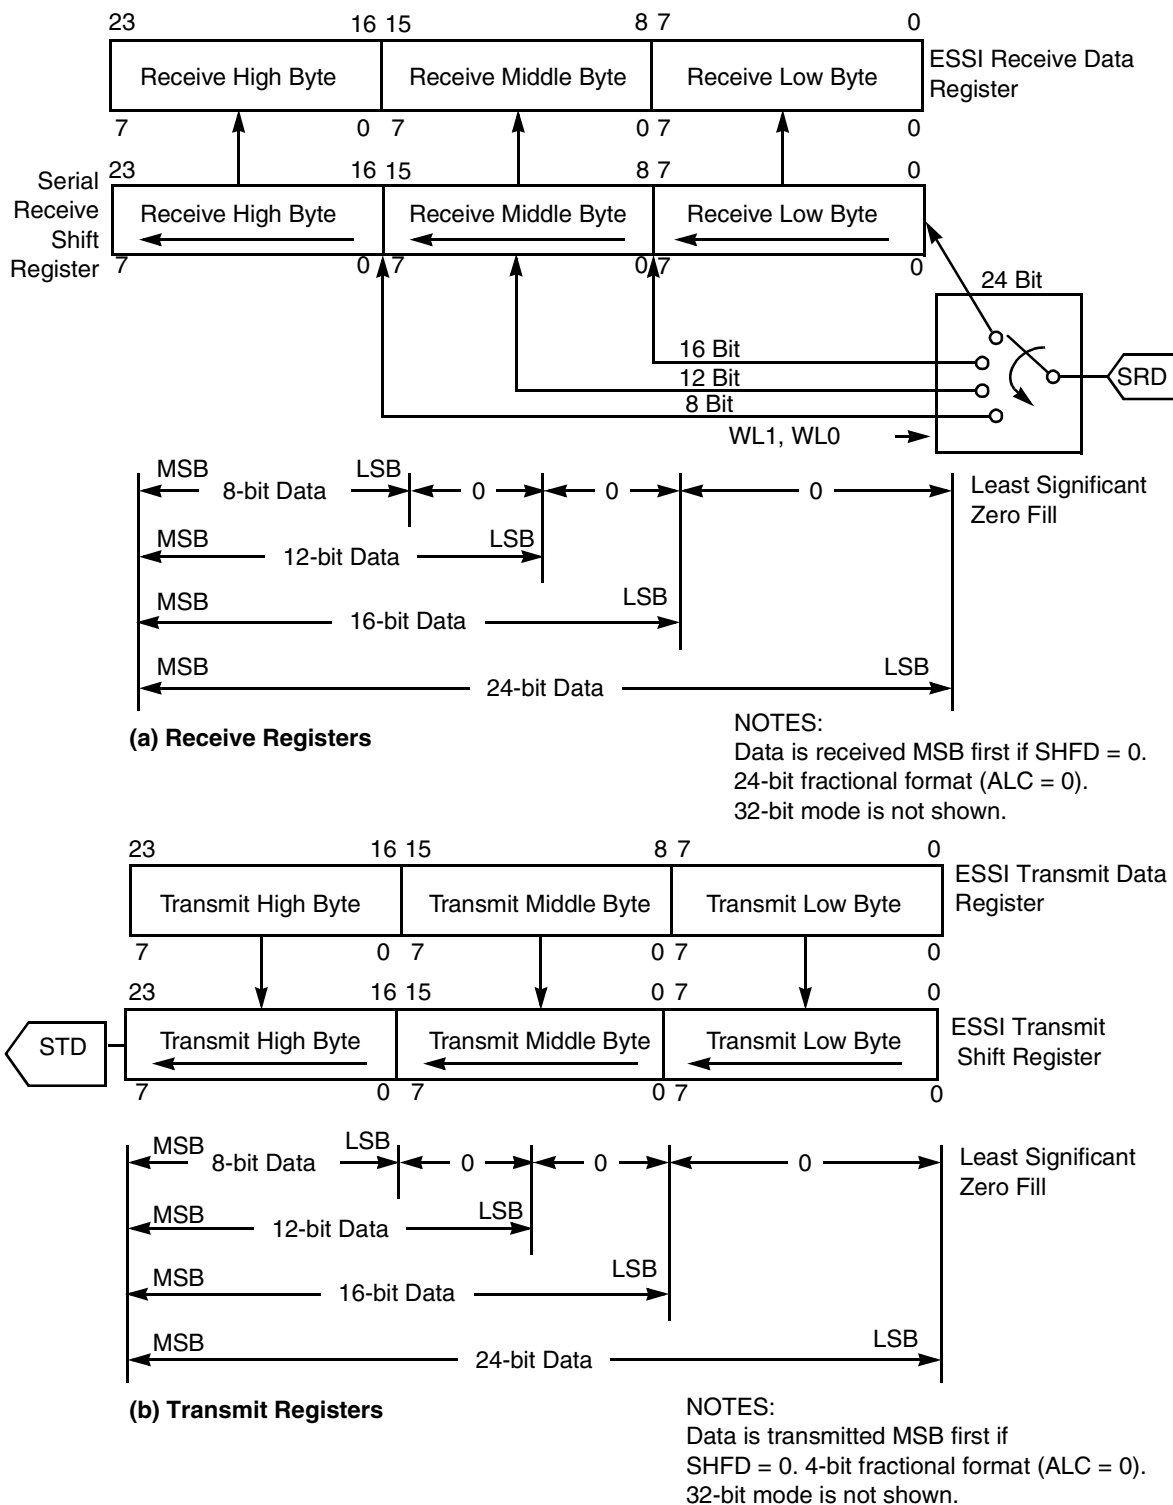 23 16 15 8 7 0
Receive High Byte Receive Middle Byte Receive Low Byte
ESSI Receive Data
Register
7 0 7 0 7 0
23 16 15 8 7 0
Serial
Receive
Shift
Register
Receive High Byte Receive Middle Byte Receive Low Byte
7 0 7 0 7 0
24 Bit
16 Bit
12 Bit
8 Bit
SRD
WL1, WL0
MSB 8-bit Data LSB 0 0 0
Least Significant
Zero Fill
MSB 12-bit Data LSB
MSB 16-bit Data LSB
MSB 24-bit Data LSB
(a) Receive Registers
NOTES:
Data is received MSB first if SHFD = 0.
24-bit fractional format (ALC = 0).
32-bit mode is not shown.
23 16 15 8 7 0
Transmit High Byte Transmit Middle Byte Transmit Low Byte
ESSI Transmit Data
Register
7 0 7 0 7 0
23 16 15 0 7 0
STD
Transmit High Byte Transmit Middle Byte Transmit Low Byte
ESSI Transmit
Shift Register
7 0 7 0 7 0
MSB 8-bit Data LSB 0 0 0
Least Significant
Zero Fill
MSB 12-bit Data LSB
MSB 16-bit Data LSB
MSB 24-bit Data LSB
(b) Transmit Registers
NOTES:
Data is transmitted MSB first if
SHFD = 0. 4-bit fractional format (ALC = 0).
32-bit mode is not shown.